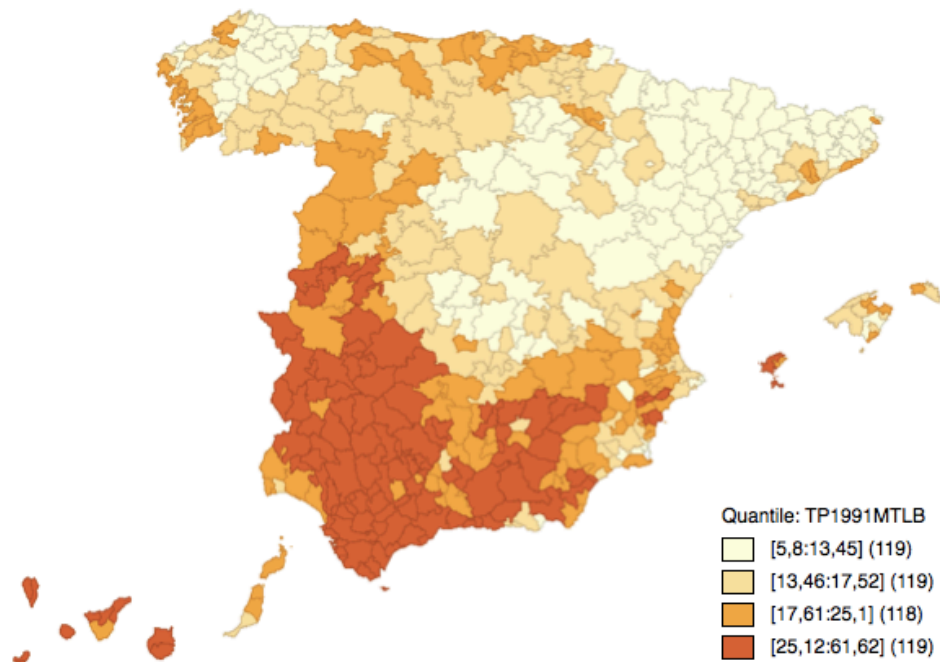 Quantile: TP1991MTLB
[5,8:13,45] (119)
[13,46:17,52] (119)
[17,61:25,1] (118)
[25,12:61,62] (119)